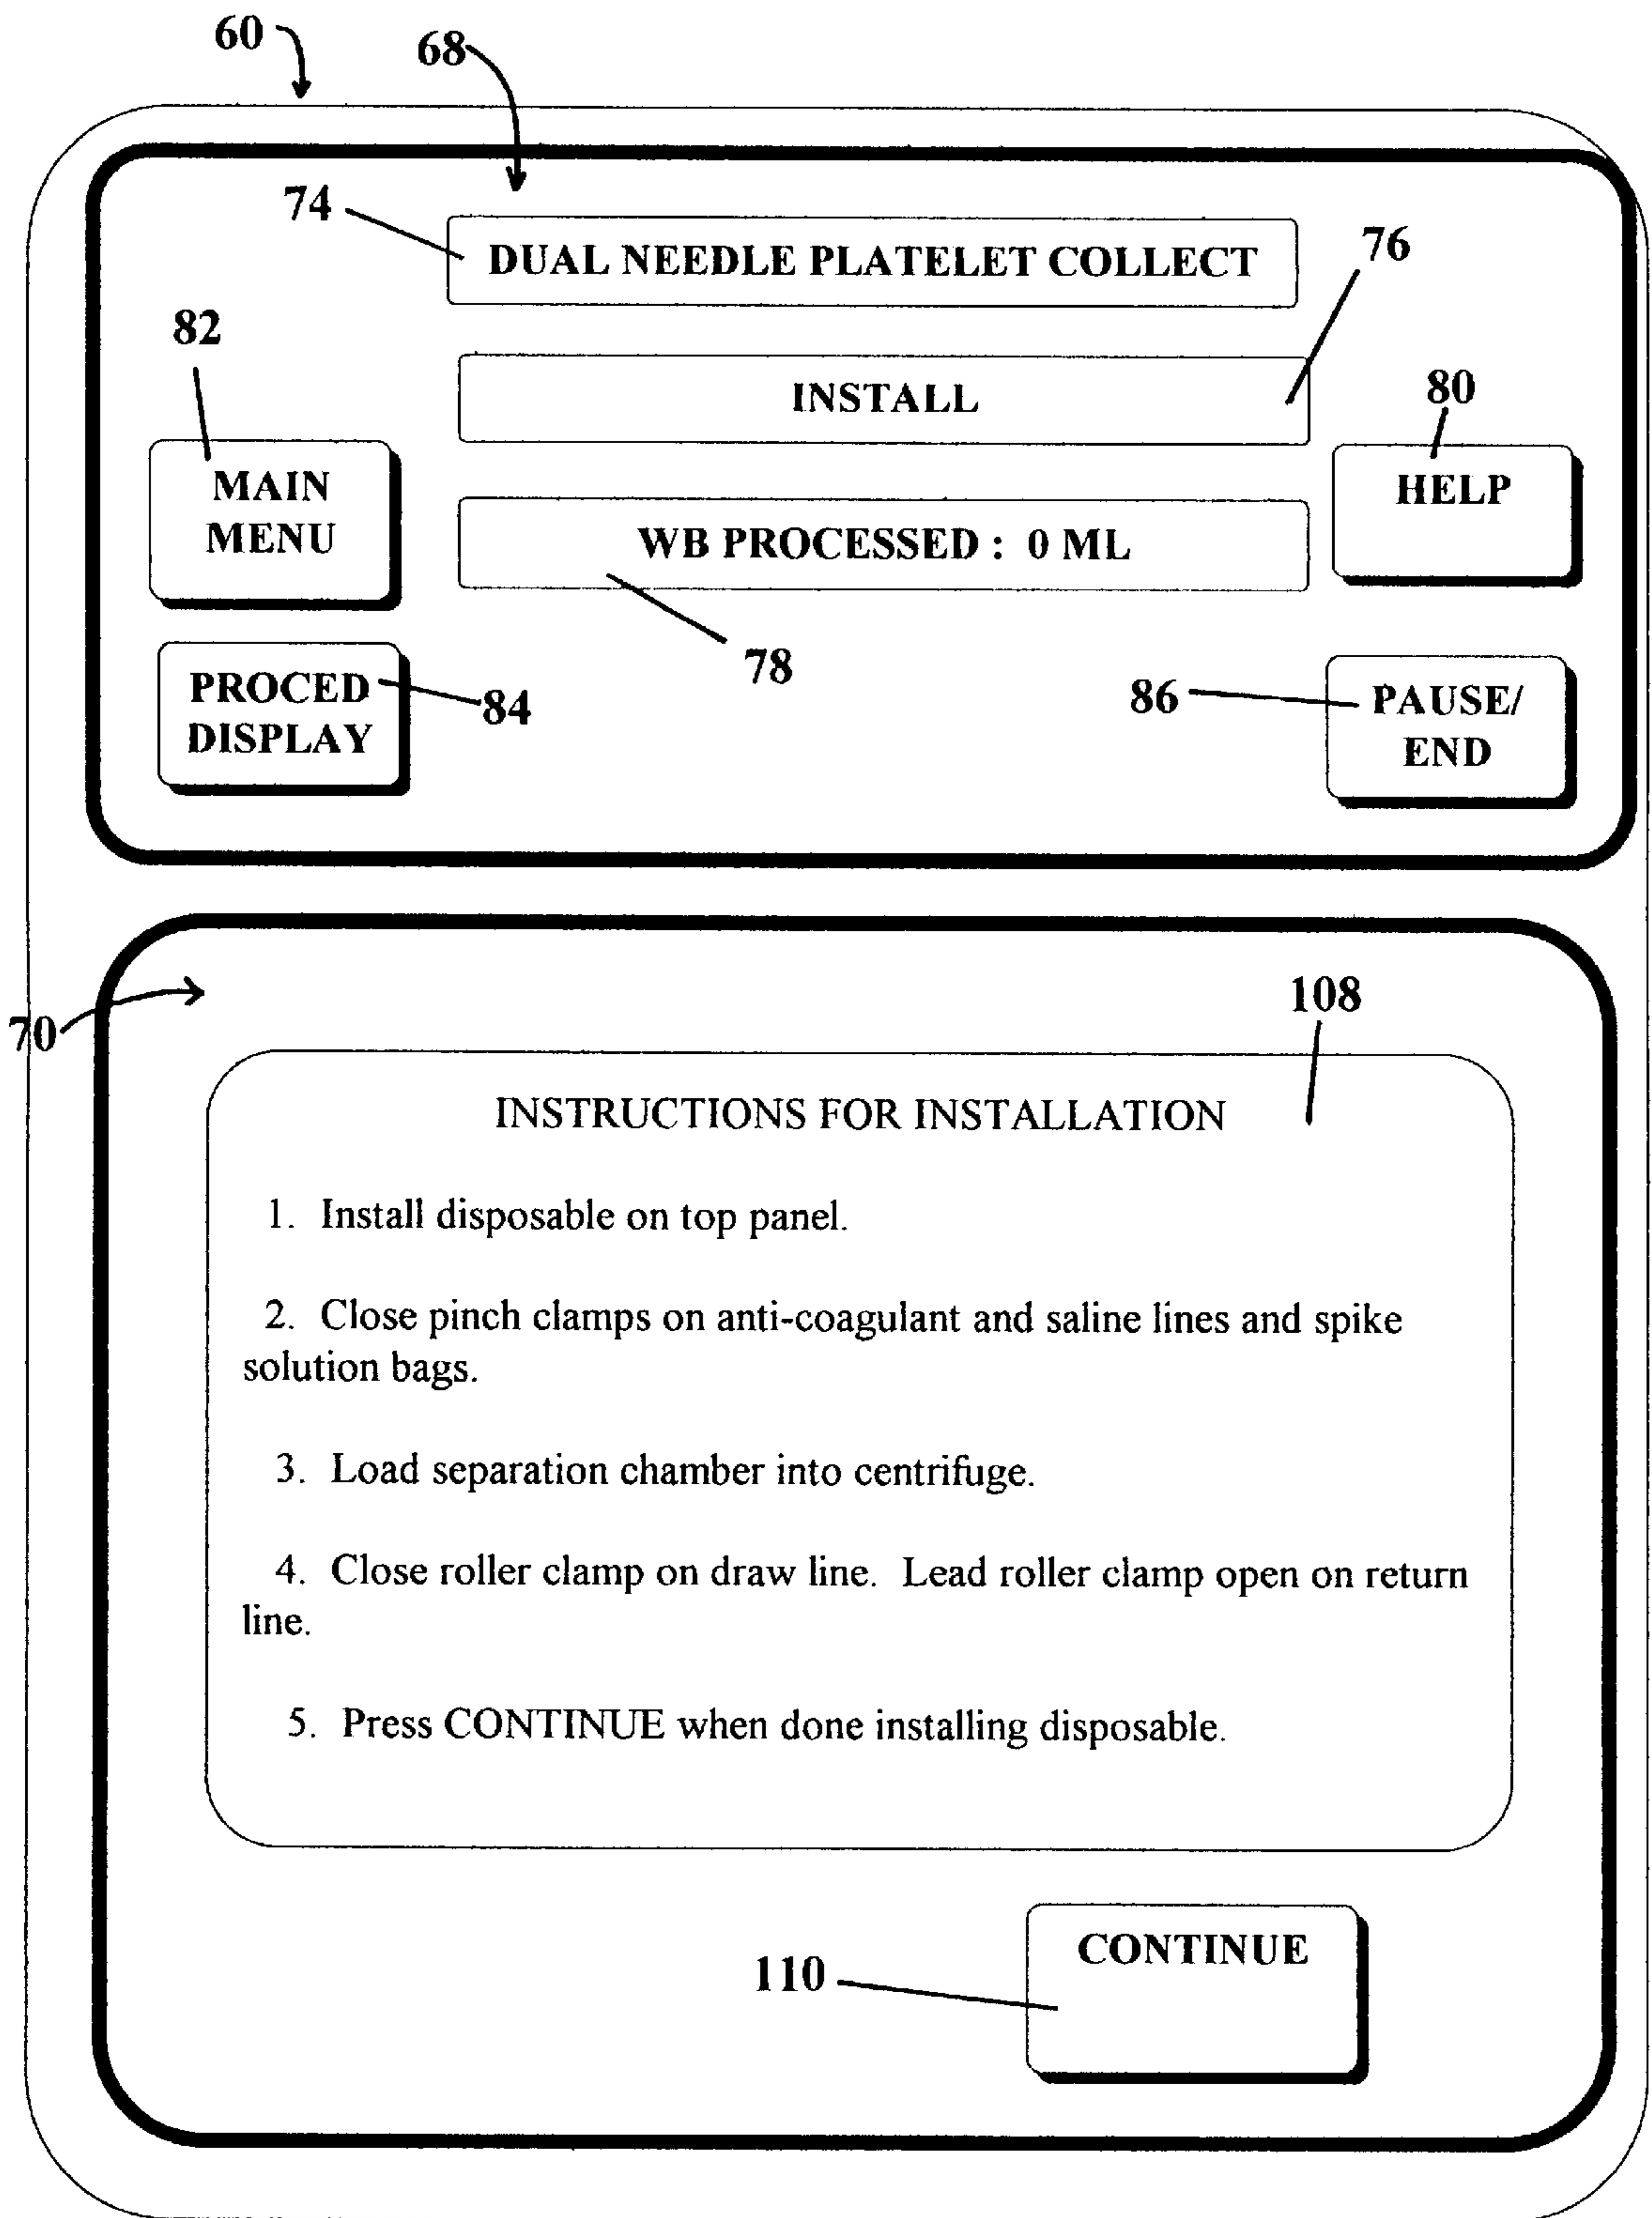 60
68
74
DUAL NEEDLE PLATELET COLLECT
76
82
INSTALL
80
MAIN
MENU
HELP
WB PROCESSED : 0 ML
78
PROCED
DISPLAY
84
86
PAUSE/
END
70
108
INSTRUCTIONS FOR INSTALLATION
1. Install disposable on top panel.
2. Close pinch clamps on anti-coagulant and saline lines and spike
solution bags.
3. Load separation chamber into centrifuge.
4. Close roller clamp on draw line. Lead roller clamp open on return
line.
5. Press CONTINUE when done installing disposable.
CONTINUE
110